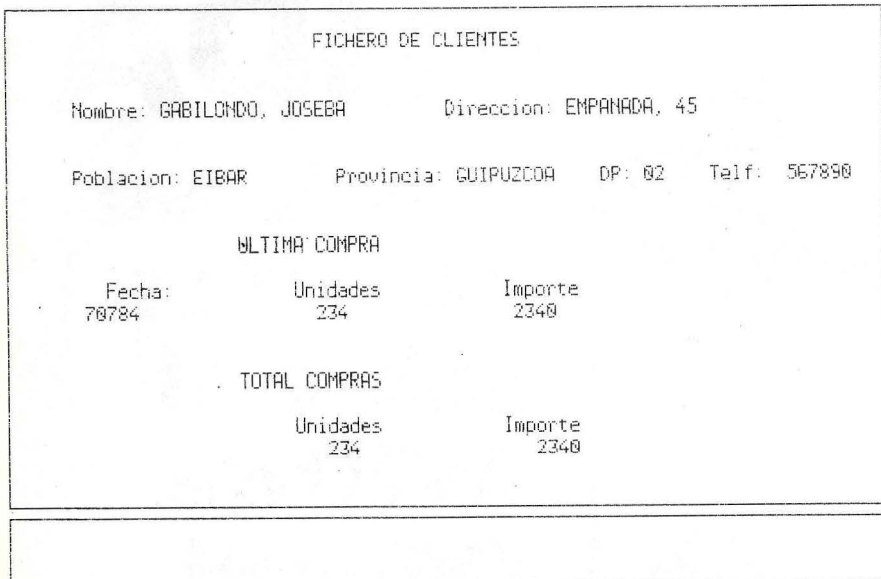 FICHERO DE CLIENTES
Nombre: GABILONDO, JOSEBA Direccion: EMPANADA, 45
Poblacion: EIBAR Provincia: GUIPUZCOA DP: 02 Telf: 567890
ULTIMA COMPRA
Fecha: Unidades Importe
70784 234 2340
TOTAL COMPRAS
Unidades Importe
234 2340